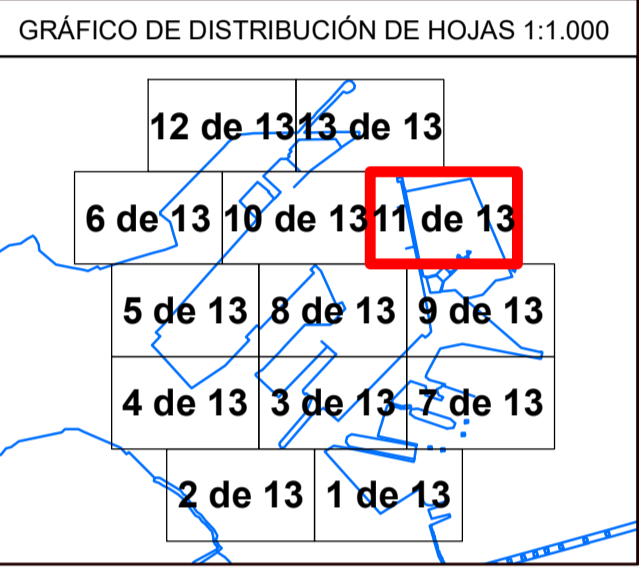 GRÁFICO DE DISTRIBUCIÓN DE HOJAS 1:1.000
12 de 13 13 de 13
6 de 13 10 de 13 11 de 13
5 de 13 8 de 13 9 de 13
4 de 13 3 de 13 7 de 13
2 de 13 1 de 13